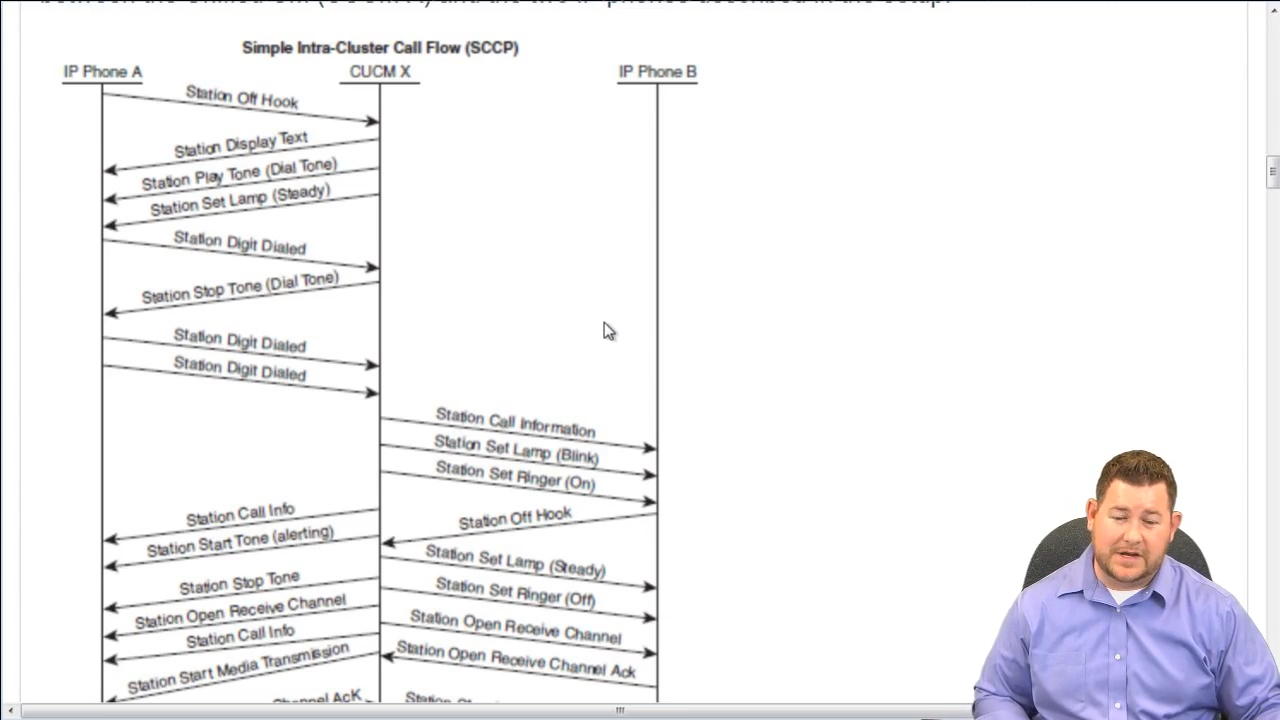 Simple Intra-Cluster Call Flow (SCCP)
IP Phone A
CUCM X
IP Phone B
Station Off Hook
Station Display Text
Station Play Tone (Dial Tone)
Station Set Lamp (Steady)
Station Digit Dialed
Station Stop Tone (Dial Tone)
Station Digit Dialed
Station Digit Dialed
Station Call Information
Station Set Lamp (Blink)
Station Set Ringer (On)
Station Call Info
Station Off Hook
Station Start Tone (alerting)
Station Set Lamp (Steady)
Station Stop Tone
Station Set Ringer (Off)
Station Open Receive Channel
Station Open Receive Channel
Station Call Info
Station Open Receive Channel Ack
Station Start Media Transmission
Channel AcK